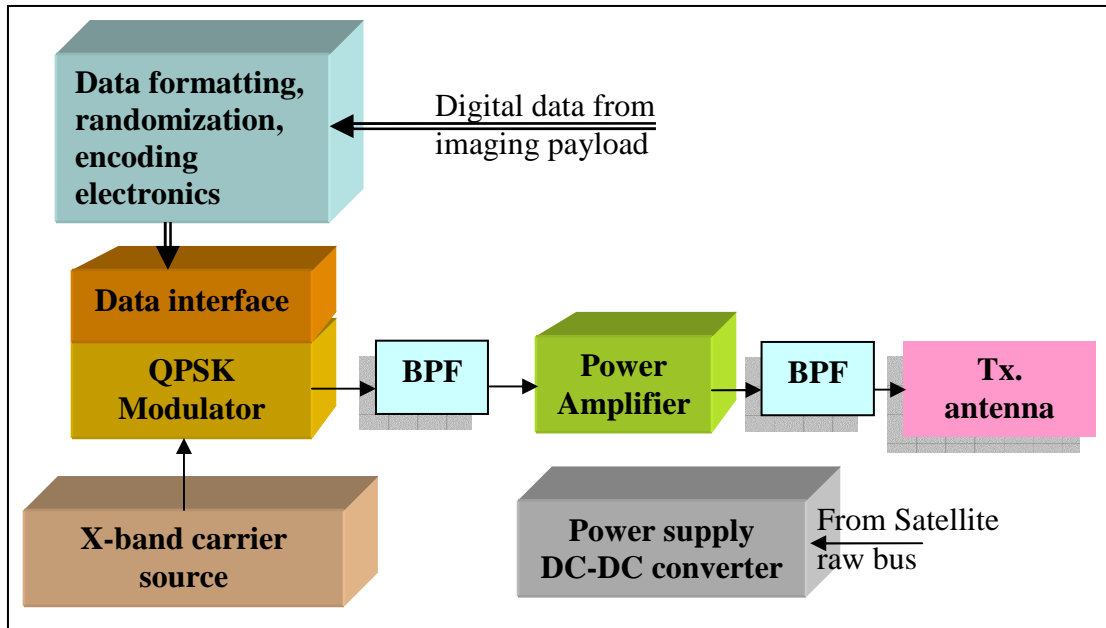 Data formatting,
randomization,
encoding
electronics
Digital data from
imaging payload
Data interface
QPSK
Modulator
BPF
Power
Amplifier
BPF
Tx.
antenna
X-band carrier
source
Power supply
DC-DC converter
From Satellite
raw bus